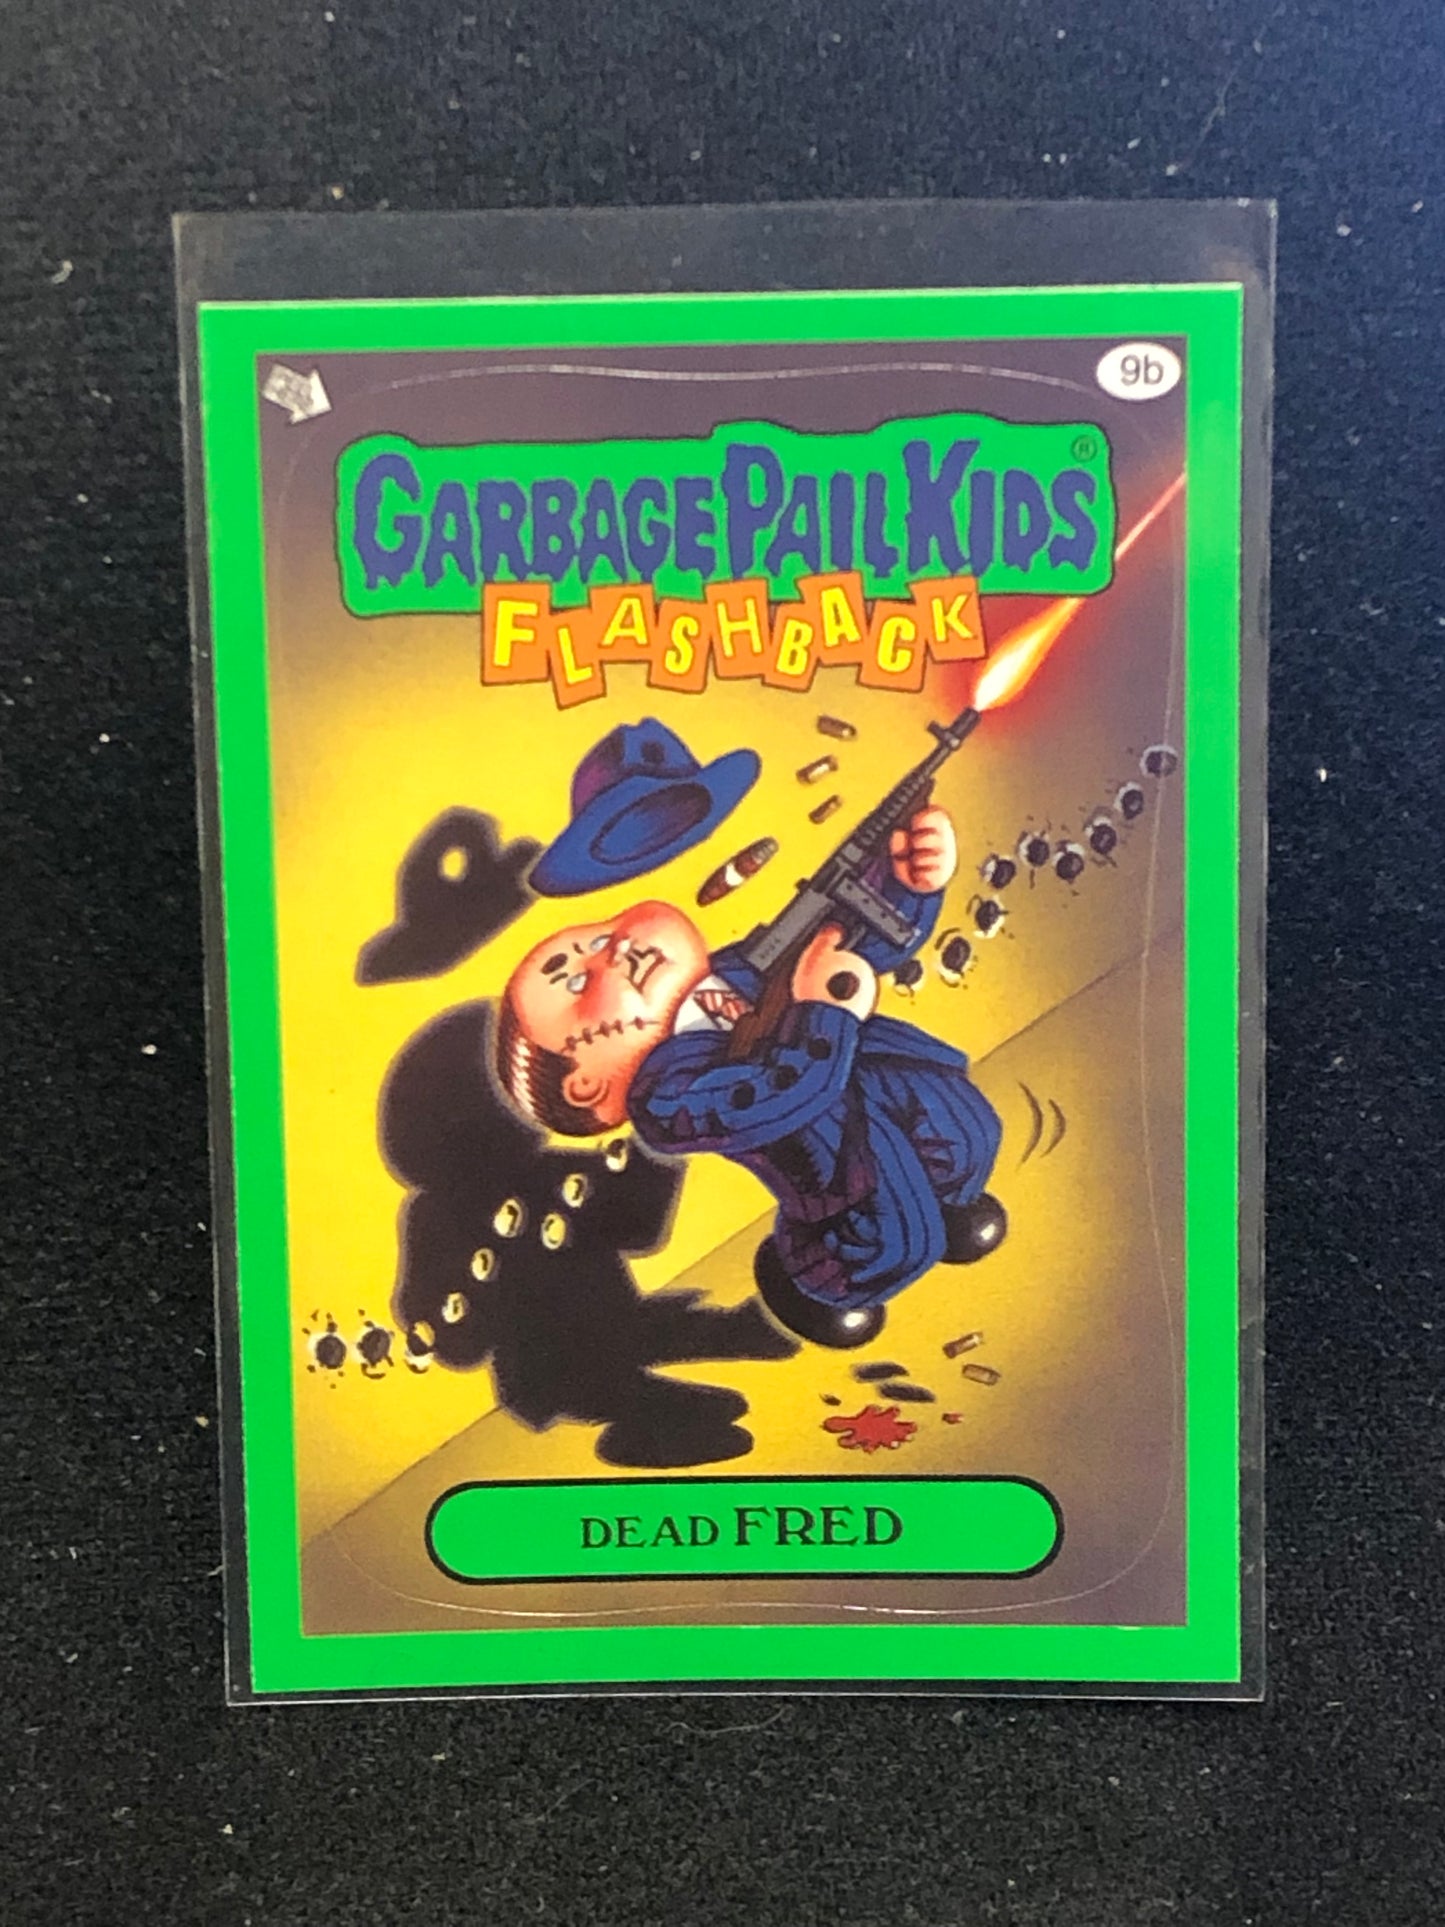 9b
GARBAGE PAIL KIDS®
FLASHBACK
DEAD FRED